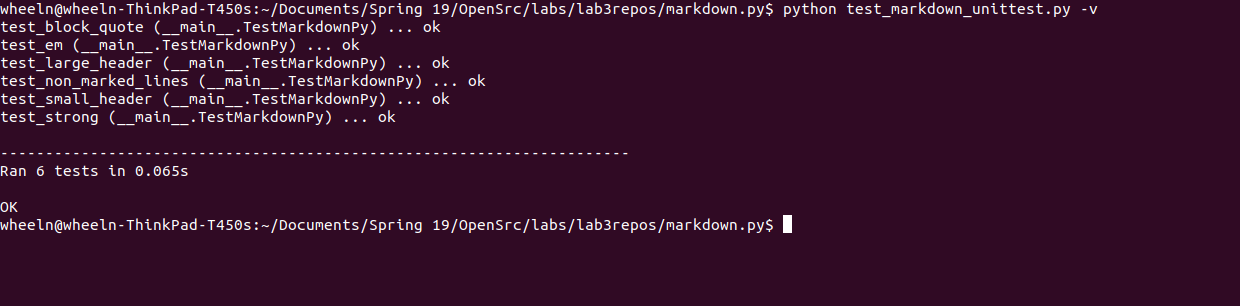 wheeln@wheeln-ThinkPad-T450s:~/Documents/Spring 19/OpenSrc/labs/lab3repos/markdown.py$ python test_markdown_unittest.py -v
test_block_quote (__main__.TestMarkdownPy) ... ok
test_em (__main__.TestMarkdownPy) ... ok
test_large_header (__main__.TestMarkdownPy) ... ok
test_non_marked_lines (__main__.TestMarkdownPy) ... ok
test_small_header (__main__.TestMarkdownPy) ... ok
test_strong (__main__.TestMarkdownPy) ... ok
----------------------------------------------------------------------
Ran 6 tests in 0.065s
OK
wheeln@wheeln-ThinkPad-T450s:~/Documents/Spring 19/OpenSrc/labs/lab3repos/markdown.py$